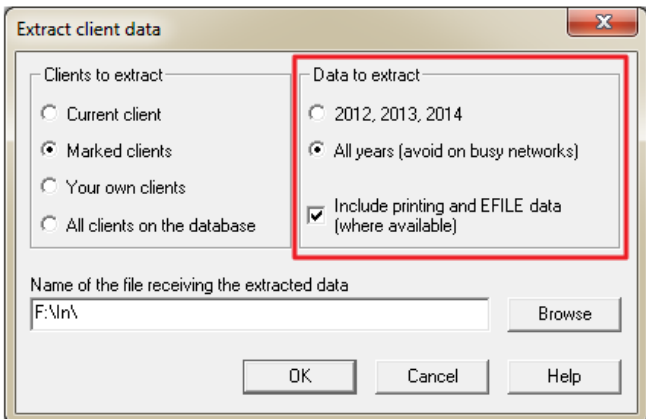 Extract client data
Clients to extract
Current client
Marked clients
Your own clients
All clients on the database
Data to extract
2012, 2013, 2014
All years (avoid on busy networks)
Include printing and EFILE data
(where available)
Name of the file receiving the extracted data
F:\In\
Browse
OK
Cancel
Help